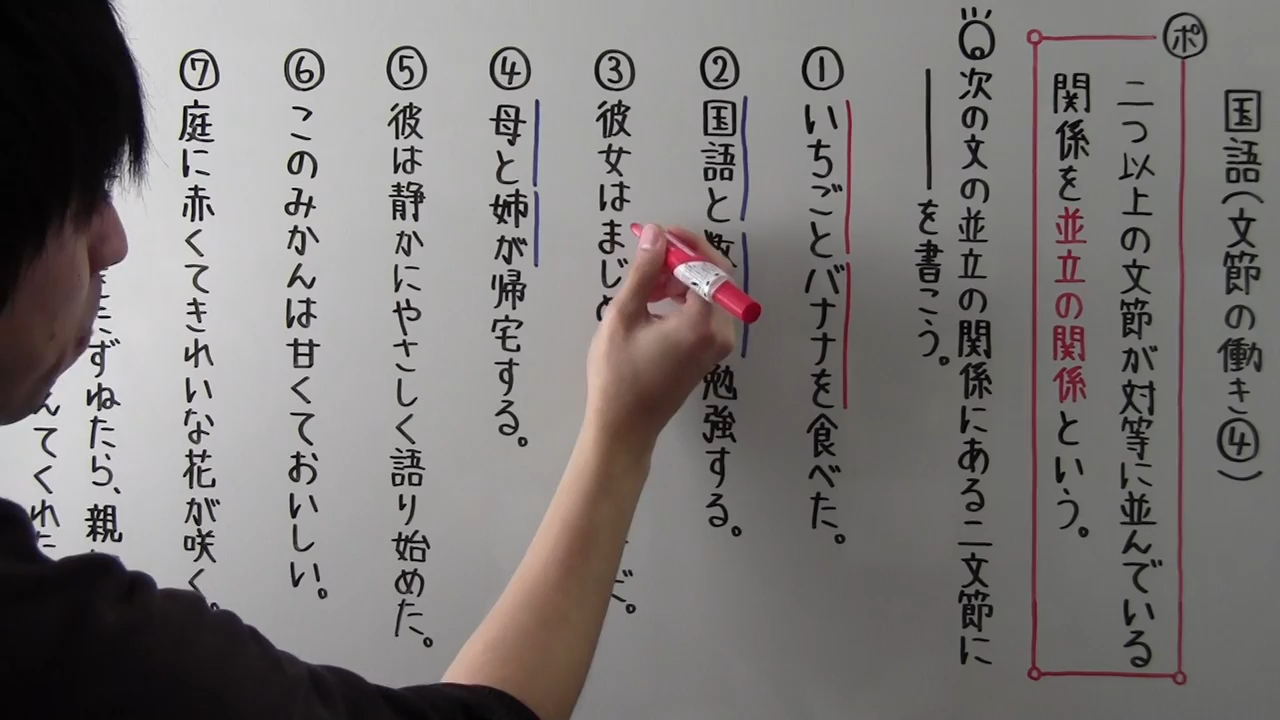 国語(文節の働き④)
ポ
二つ以上の文節が対等に並んでいる
関係を並立の関係という。
Q 次の文の並立の関係にある二文節に
を書こう。
① いちごとバナナを食べた。
② 国語と 勉強する。
③ 彼女はまじ だ。
④ 母と姉が帰宅する。
⑤ 彼は静かにやさしく語り始めた。
⑥ このみかんは甘くておいしい。
⑦ 庭に赤くてきれいな花が咲く。
ずねたら、親
んてくれた